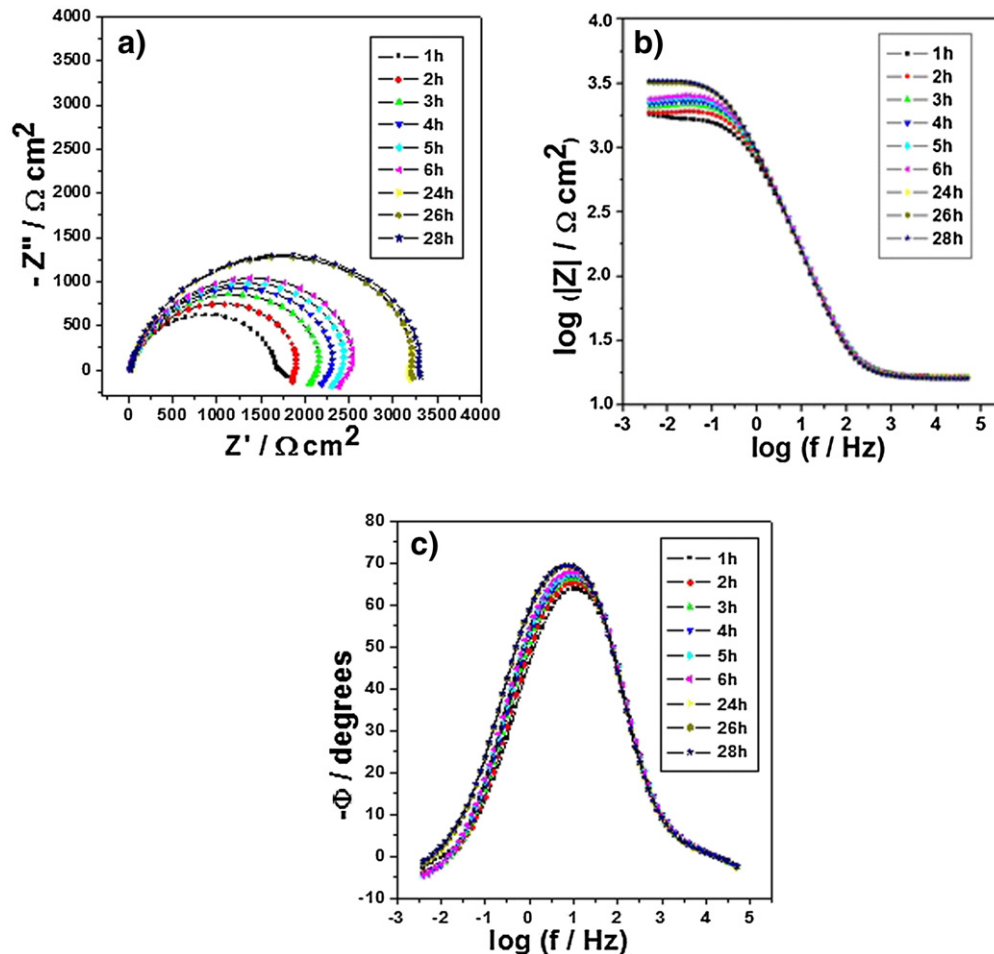 a)
4000
3500
3000
2500
2000
1500
1000
500
0
- Z'' / Ω cm2
0 500 1000 1500 2000 2500 3000 3500 4000
Z' / Ω cm2
1h
2h
3h
4h
5h
6h
24h
26h
28h
b)
4.0
3.5
3.0
2.5
2.0
1.5
1.0
log (|Z| / Ω cm2)
-3 -2 -1 0 1 2 3 4 5
log (f / Hz)
1h
2h
3h
4h
5h
6h
24h
26h
28h
c)
80
70
60
50
40
30
20
10
0
-10
-Φ / degrees
-3 -2 -1 0 1 2 3 4 5
log (f / Hz)
1h
2h
3h
4h
5h
6h
24h
26h
28h